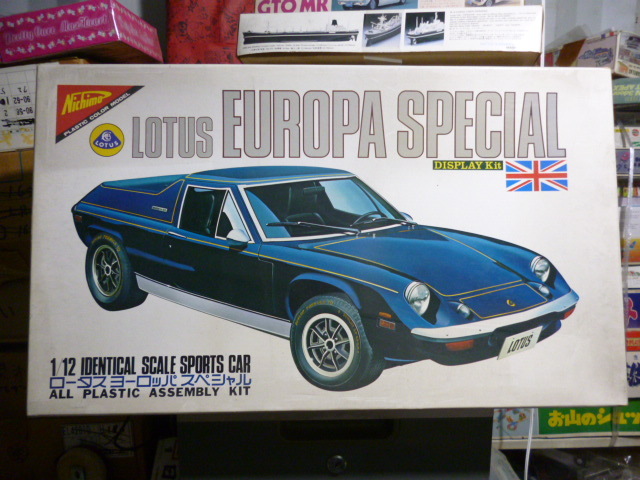 GTO MR
Nichimo
PLASTIC COLOR MODEL
LOTUS
LOTUS EUROPA SPECIAL
DISPLAY Kit
LOTUS
1/12 IDENTICAL SCALE SPORTS CAR
ロータス ヨーロッパ スペシャル
ALL PLASTIC ASSEMBLY KIT